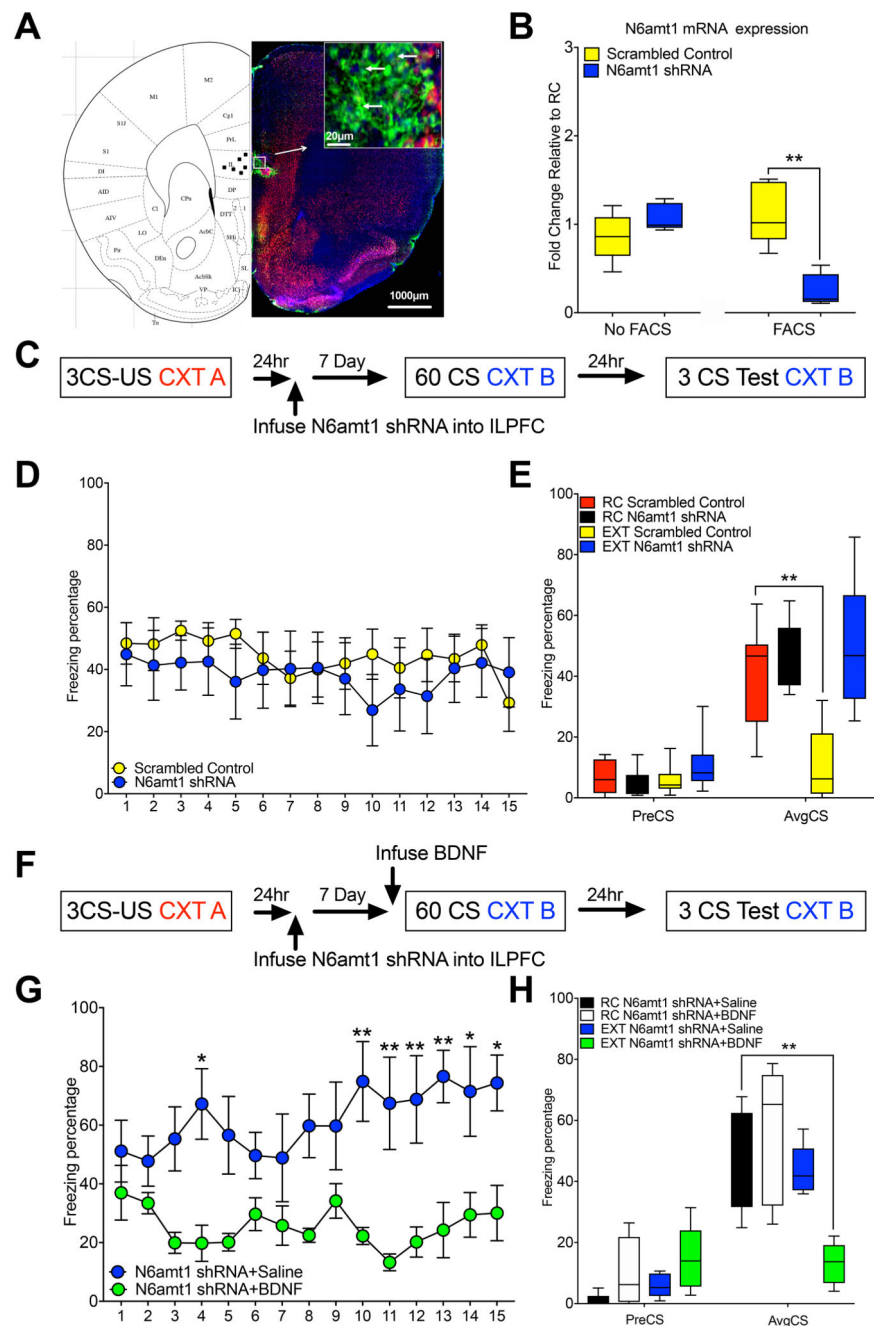 A
M1
M2
S1J
Cg1
S1
PrL
DI
IL
AID
CPu
DP
AIV
Cl
DTT
LO
AcbC
Pir
DEn
AcbSh
SL
VP
ICj
Tu
20μm
1000μm
B
N6amt1 mRNA expression
Scrambled Control
N6amt1 shRNA
Fold Change Relative to RC
3
2
1
0
**
No FACS
FACS
C
3CS-US CXT A
24hr
7 Day
60 CS CXT B
24hr
3 CS Test CXT B
Infuse N6amt1 shRNA into ILPFC
D
Freezing percentage
100
80
60
40
20
0
Scrambled Control
N6amt1 shRNA
1 2 3 4 5 6 7 8 9 10 11 12 13 14 15
E
RC Scrambled Control
RC N6amt1 shRNA
EXT Scrambled Control
EXT N6amt1 shRNA
Freezing percentage
100
80
60
40
20
0
**
PreCS
AvgCS
F
Infuse BDNF
3CS-US CXT A
24hr
7 Day
60 CS CXT B
24hr
3 CS Test CXT B
Infuse N6amt1 shRNA into ILPFC
G
Freezing percentage
100
80
60
40
20
0
* ** ** ** ** * *
N6amt1 shRNA+Saline
N6amt1 shRNA+BDNF
1 2 3 4 5 6 7 8 9 10 11 12 13 14 15
H
RC N6amt1 shRNA+Saline
RC N6amt1 shRNA+BDNF
EXT N6amt1 shRNA+Saline
EXT N6amt1 shRNA+BDNF
Freezing percentage
100
80
60
40
20
0
**
PreCS
AvgCS